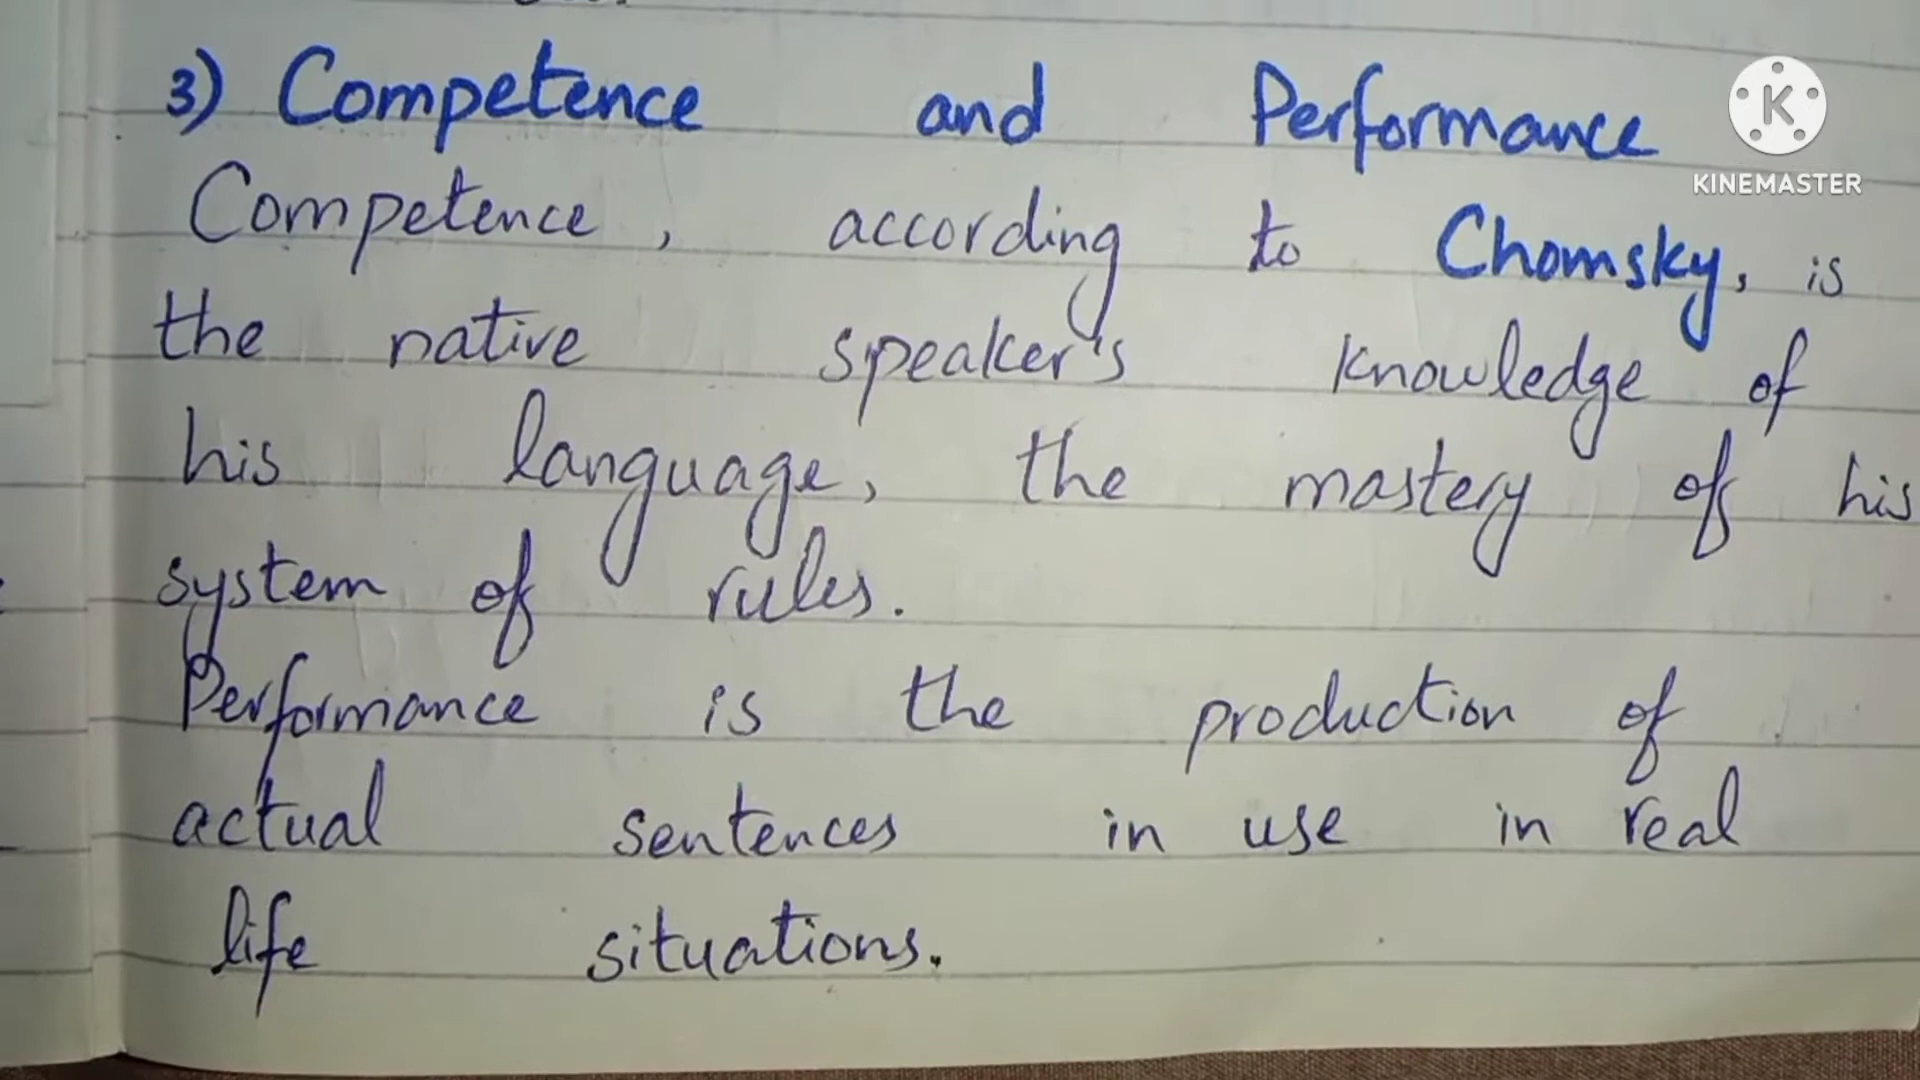 3) Competence and Performance
Competence, according to Chomsky, is
the native speaker's knowledge of
his language, the mastery of his
system of rules.
Performance is the production of
actual sentences in use in real
life situations.
K
KINEMASTER